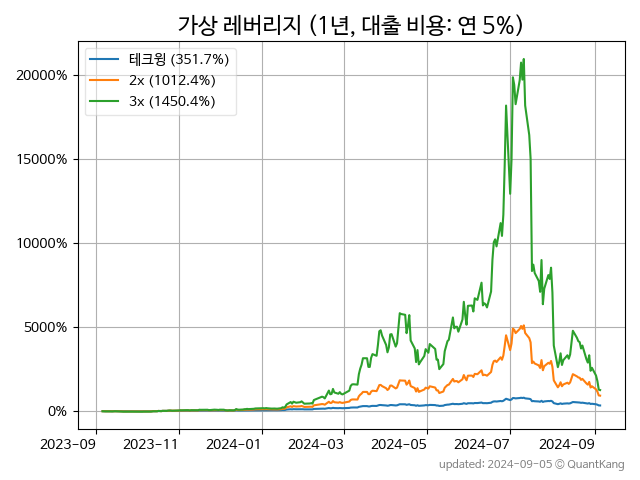 가상 레버리지 (1년, 대출 비용: 연 5%)
테크윙 (351.7%)
2x (1012.4%)
3x (1450.4%)
20000%
15000%
10000%
5000%
0%
2023-09 2023-11 2024-01 2024-03 2024-05 2024-07 2024-09
updated: 2024-09-05 © QuantKang